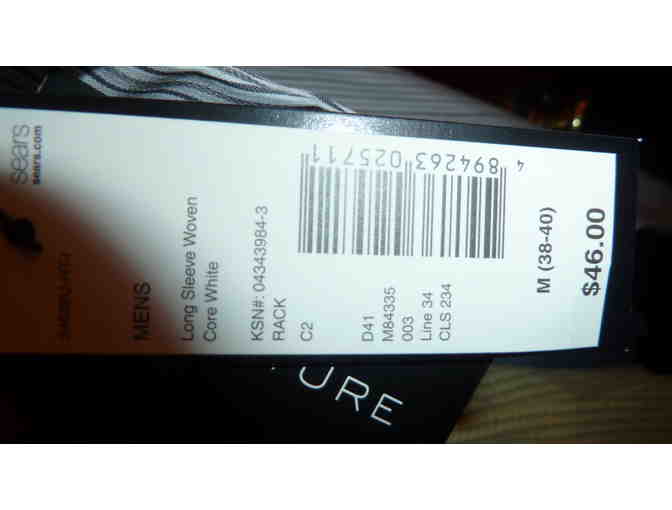 sears
sears.com
MENS
Long Sleeve Woven
Core White
KSN#: 04343984-3
RACK
C2
4 894263 025711
D41
M84335
003
Line 34
CLS 234
M (38-40)
$46.00
URE